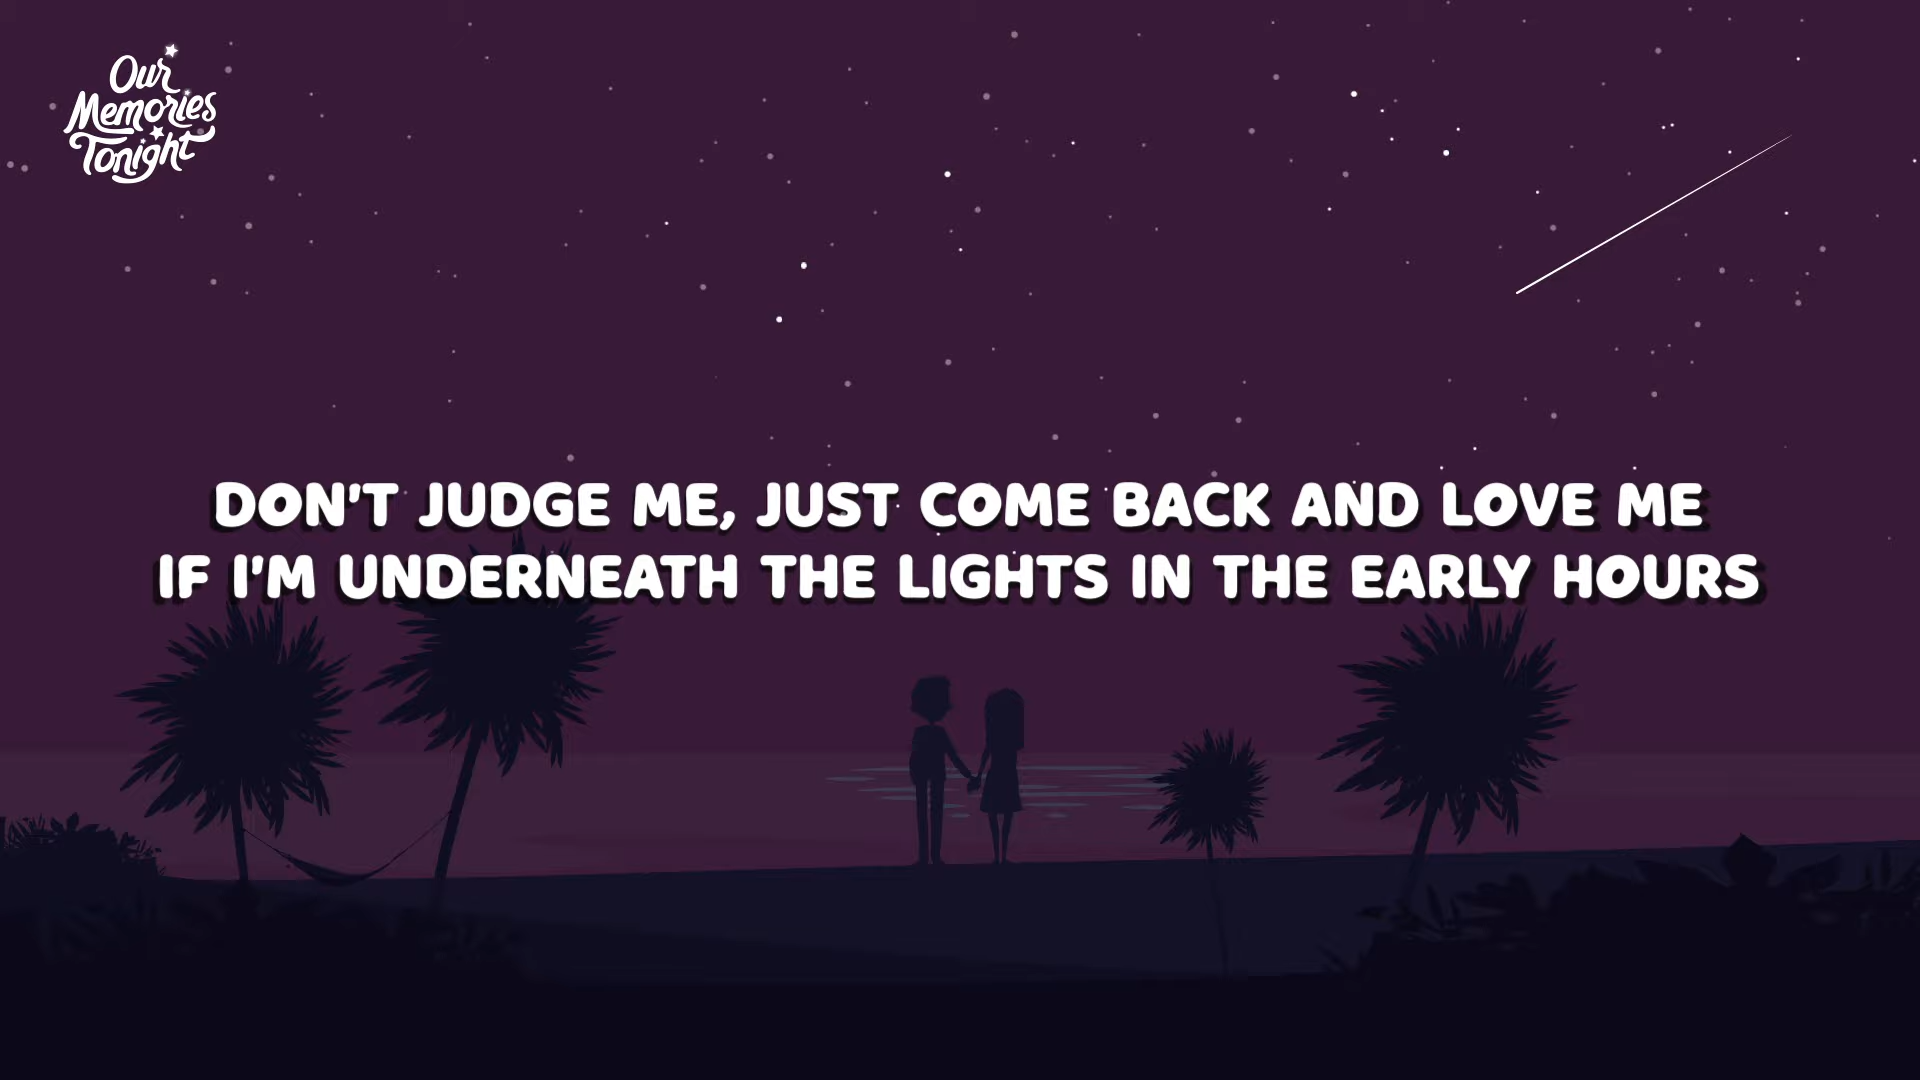 Our
Memories
Tonight
DON'T JUDGE ME, JUST COME BACK AND LOVE ME
IF I'M UNDERNEATH THE LIGHTS IN THE EARLY HOURS